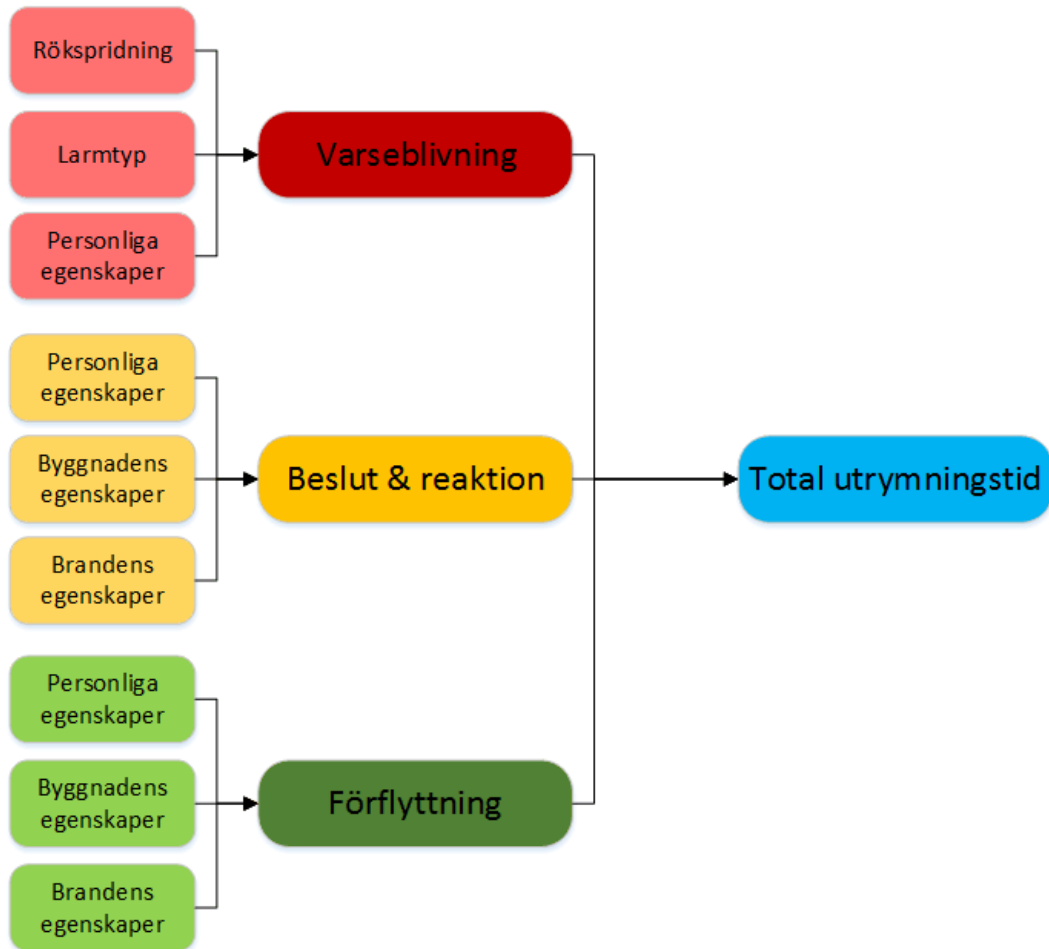 Rökspridning
Larmtyp
Personliga
egenskaper
Varseblivning
Personliga
egenskaper
Byggnadens
egenskaper
Brandens
egenskaper
Beslut & reaktion
Total utrymningstid
Personliga
egenskaper
Byggnadens
egenskaper
Brandens
egenskaper
Förflyttning